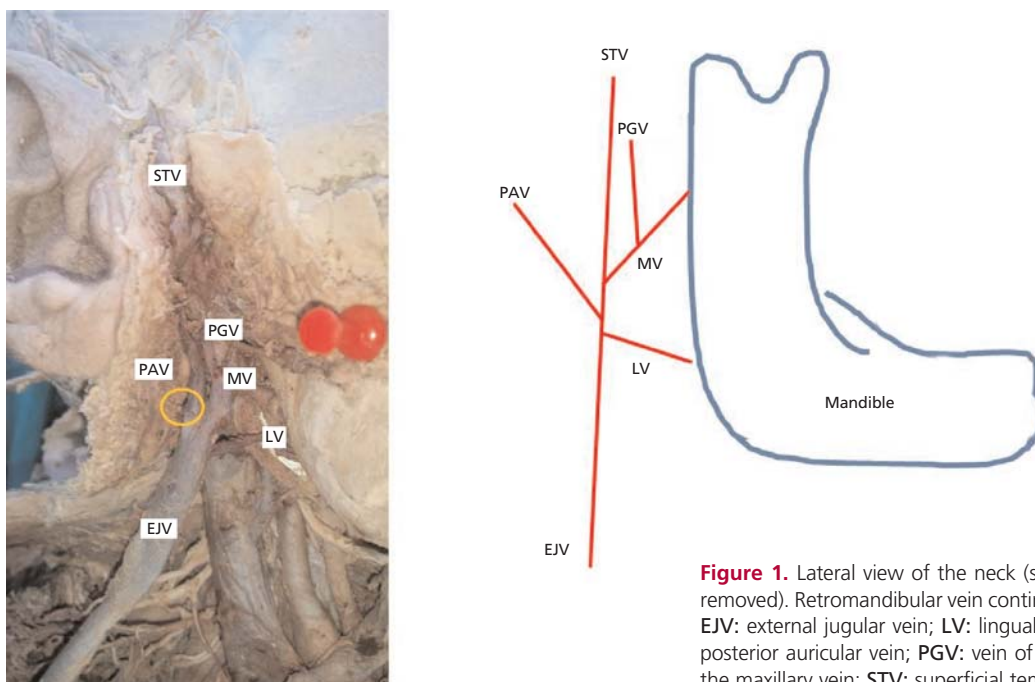 STV
PGV
PAV
MV
LV
EJV
STV
PGV
PAV
MV
LV
Mandible
EJV
Figure 1. Lateral view of the neck (s
removed). Retromandibular vein contin
EJV: external jugular vein; LV: lingual
posterior auricular vein; PGV: vein of
the maxillary vein; STV: superficial ter